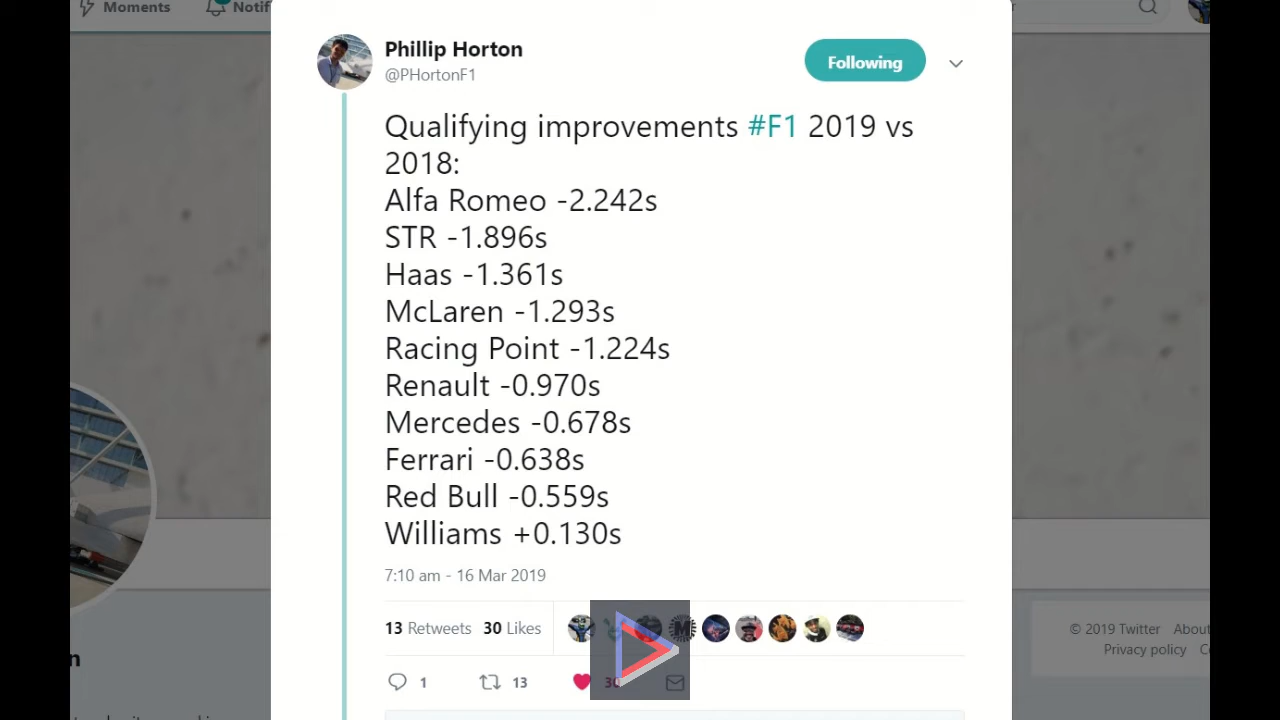 Moments
Notif
Phillip Horton
@PHortonF1
Following
Qualifying improvements #F1 2019 vs
2018:
Alfa Romeo -2.242s
STR -1.896s
Haas -1.361s
McLaren -1.293s
Racing Point -1.224s
Renault -0.970s
Mercedes -0.678s
Ferrari -0.638s
Red Bull -0.559s
Williams +0.130s
7:10 am - 16 Mar 2019
13 Retweets 30 Likes
1 13 30
© 2019 Twitter About
Privacy policy